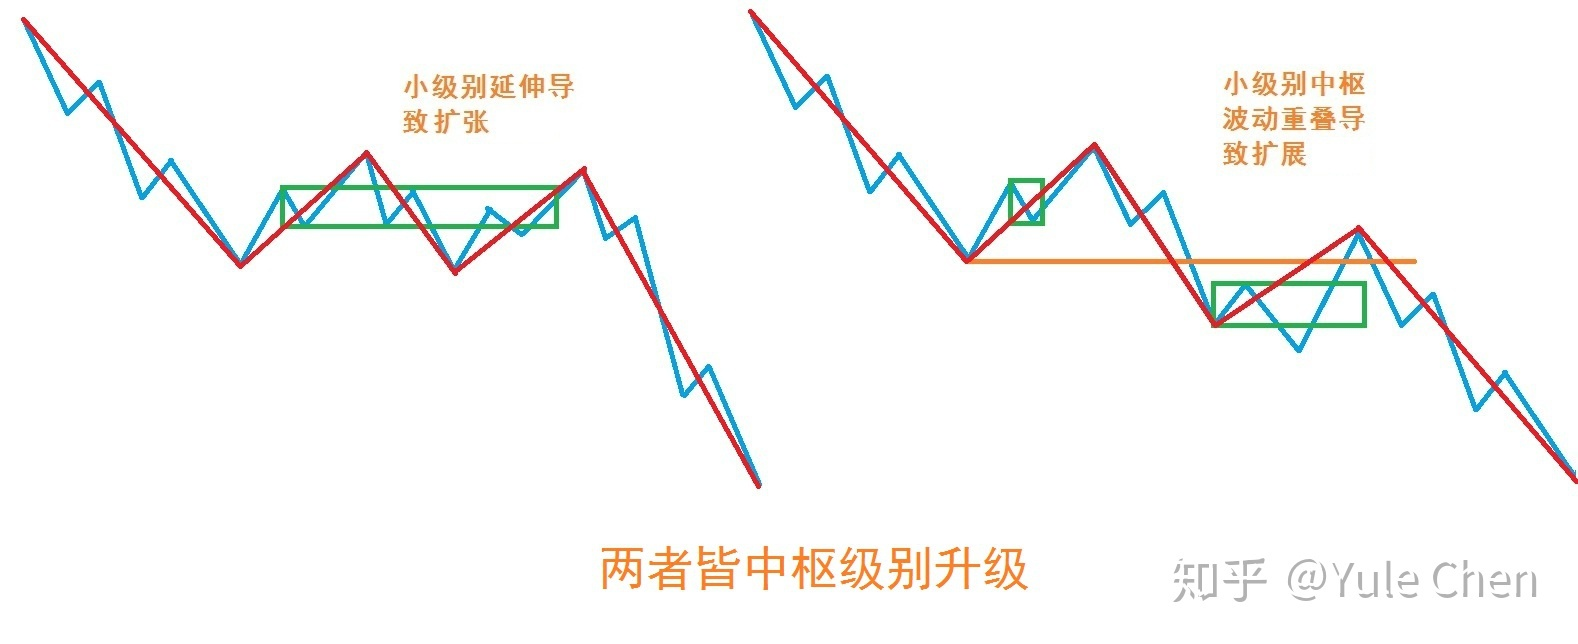 小级别延伸导
致扩张
小级别中枢
波动重叠导
致扩展
两者皆中枢级别升级
知乎 @Yule Chen